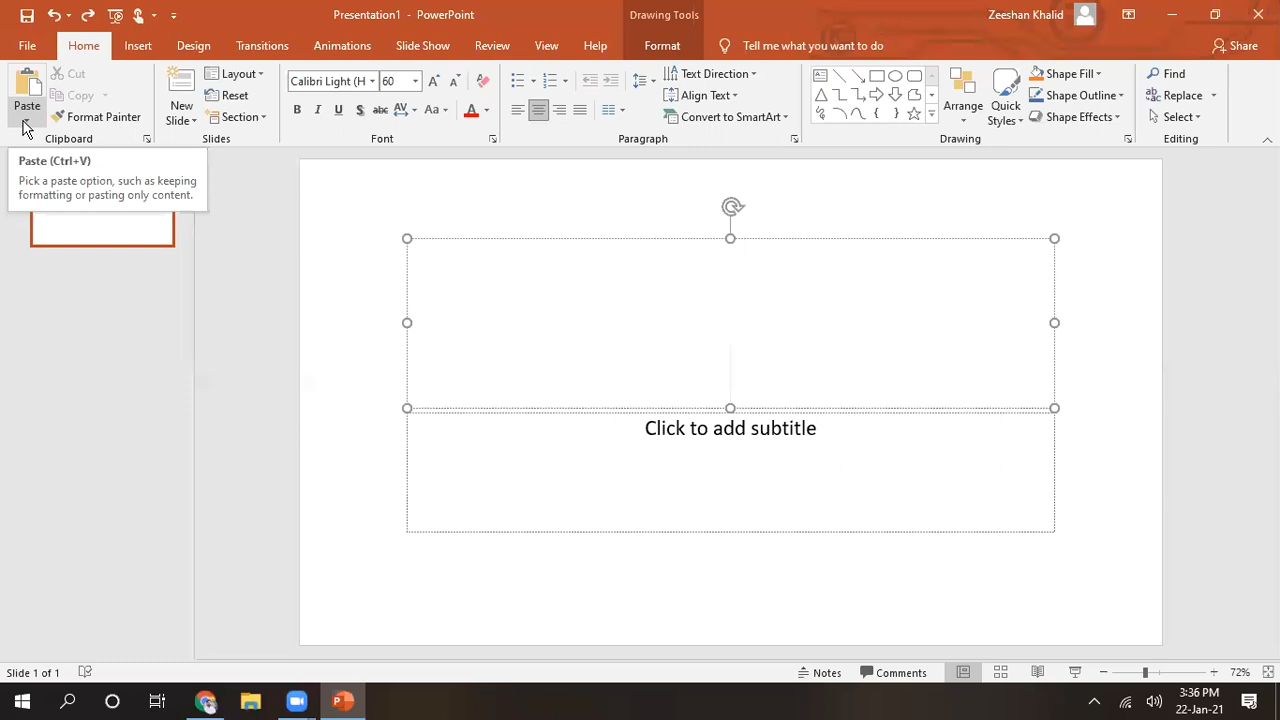 Presentation1 - PowerPoint
Drawing Tools
Zeeshan Khalid
File Home Insert Design Transitions Animations Slide Show Review View Help Format Tell me what you want to do Share
Paste
Cut
Copy
Format Painter
Clipboard
New
Slide
Layout
Reset
Section
Slides
Calibri Light (H 60
B I U S abc AV Aa A
Font
Text Direction
Align Text
Convert to SmartArt
Paragraph
Arrange
Quick
Styles
Shape Fill
Shape Outline
Shape Effects
Drawing
Find
Replace
Select
Editing
Paste (Ctrl+V)
Pick a paste option, such as keeping
formatting or pasting only content.
Click to add subtitle
Slide 1 of 1
Notes
Comments
72%
3:36 PM
22-Jan-21